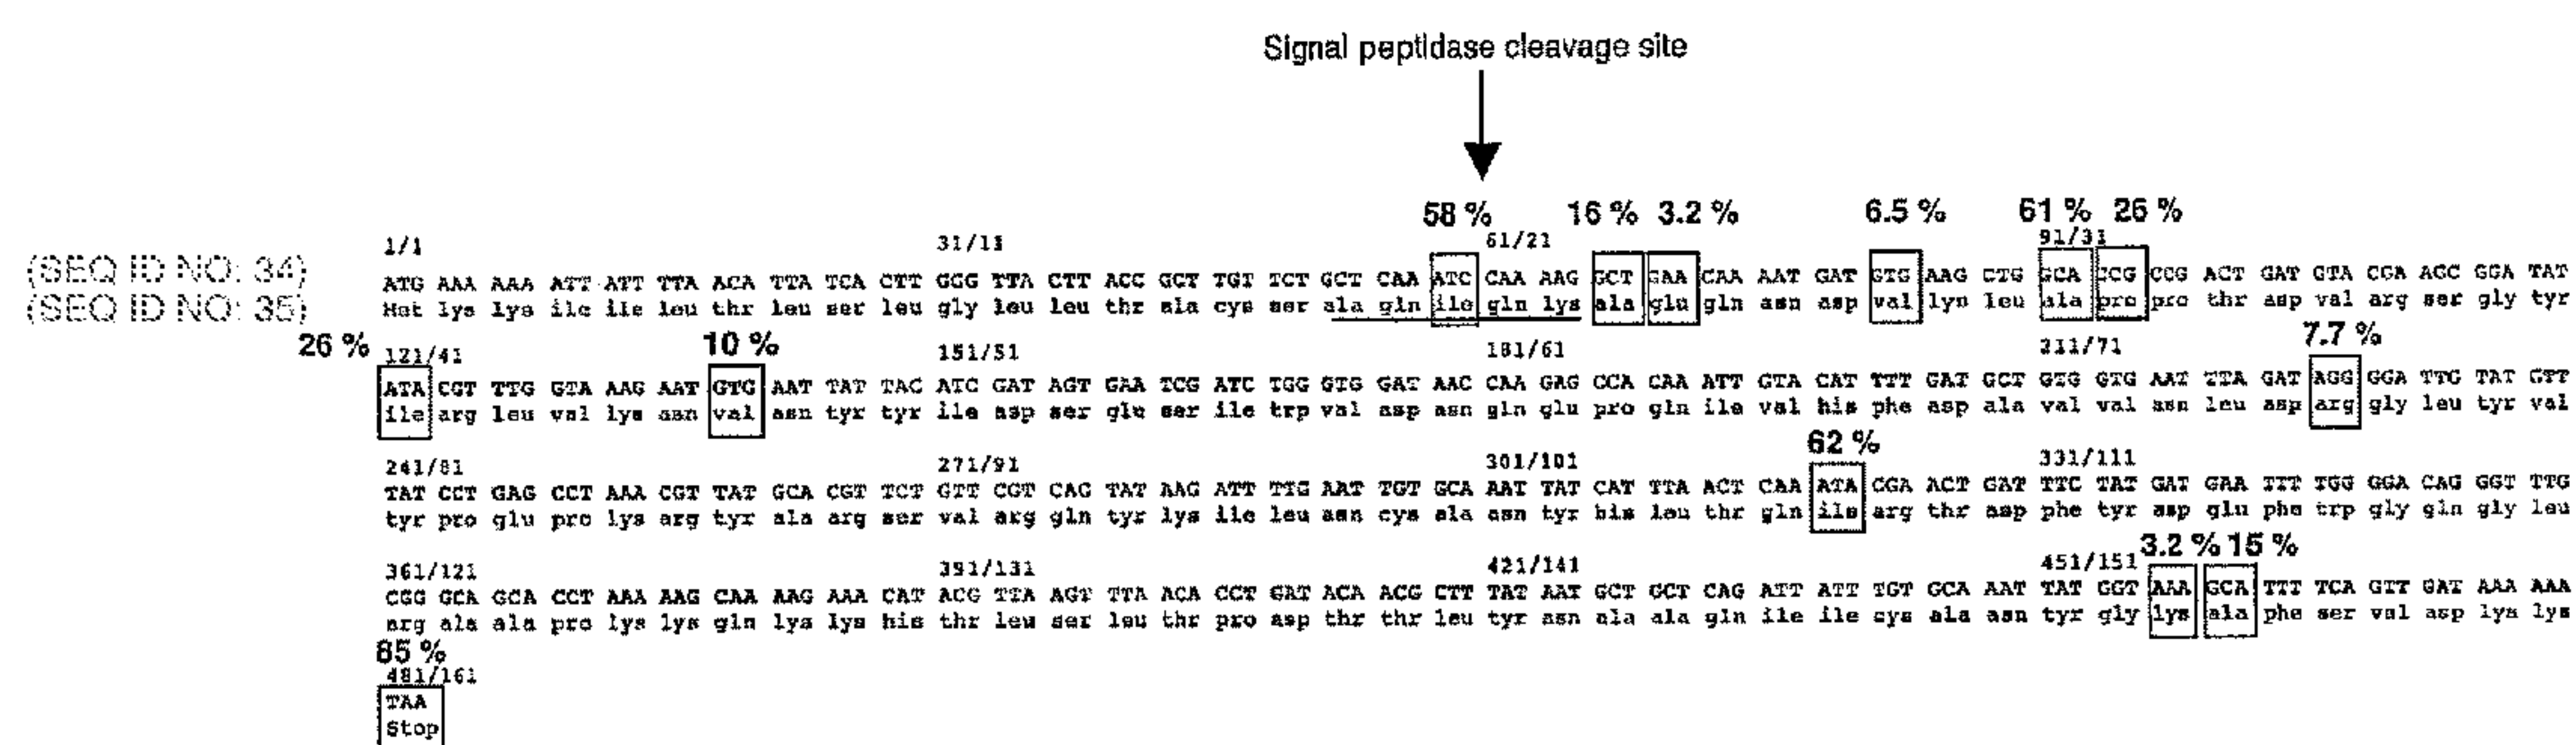 Signal peptidase cleavage site
58 % 16 % 3.2 % 6.5 % 61 % 26 %
1/1 31/11 61/21 91/31
(SEQ ID NO: 34) ATG AAA AAA ATT ATT TTA ACA TTA TCA CTT GGG TTA CTT ACC GCT TGT TCT GCT CAA ATC CAA AAG GCT GAA CAA AAT GAT GTG AAG CTG GCA CCG CCG ACT GAT GTA CGA AGC GGA TAT
(SEQ ID NO: 35) Met lys lys ile ile leu thr leu ser leu gly leu leu thr ala cys ser ala gln ile gln lys ala glu gln asn asp val lys leu ala pro pro thr asp val arg ser gly tyr
26 % 10 % 7.7 %
121/41 151/51 181/61 211/71
ATA CGT TTG GTA AAG AAT GTG AAT TAT TAC ATC GAT AGT GAA TCG ATC TGG GTG GAT AAC CAA GAG CCA CAA ATT GTA CAT TTT GAT GCT GTG GTG AAT TTA GAT AGG GGA TTG TAT GTT
ile arg leu val lys asn val asn tyr tyr ile asp ser glu ser ile trp val asp asn gln glu pro gln ile val his phe asp ala val val asn leu asp arg gly leu tyr val
62 %
241/81 271/91 301/101 331/111
TAT CCT GAG CCT AAA CGT TAT GCA CGT TCT GTT CGT CAG TAT AAG ATT TTG AAT TGT GCA AAT TAT CAT TTA ACT CAA ATA CGA ACT GAT TTC TAT GAT GAA TTT TGG GGA CAG GGT TTG
tyr pro glu pro lys arg tyr ala arg ser val arg gln tyr lys ile leu asn cys ala asn tyr his leu thr gln ile arg thr asp phe tyr asp glu phe trp gly gln gly leu
3.2 % 15 %
361/121 391/131 421/141 451/151
CGG GCA GCA CCT AAA AAG CAA AAG AAA CAT ACG TTA AGT TTA ACA CCT GAT ACA ACG CTT TAT AAT GCT GCT CAG ATT ATT TGT GCA AAT TAT GGT AAA GCA TTT TCA GTT GAT AAA AAA
arg ala ala pro lys lys gln lys lys his thr leu ser leu thr pro asp thr thr leu tyr asn ala ala gln ile ile cys ala asn tyr gly lys ala phe ser val asp lys lys
85 %
481/161
TAA
Stop